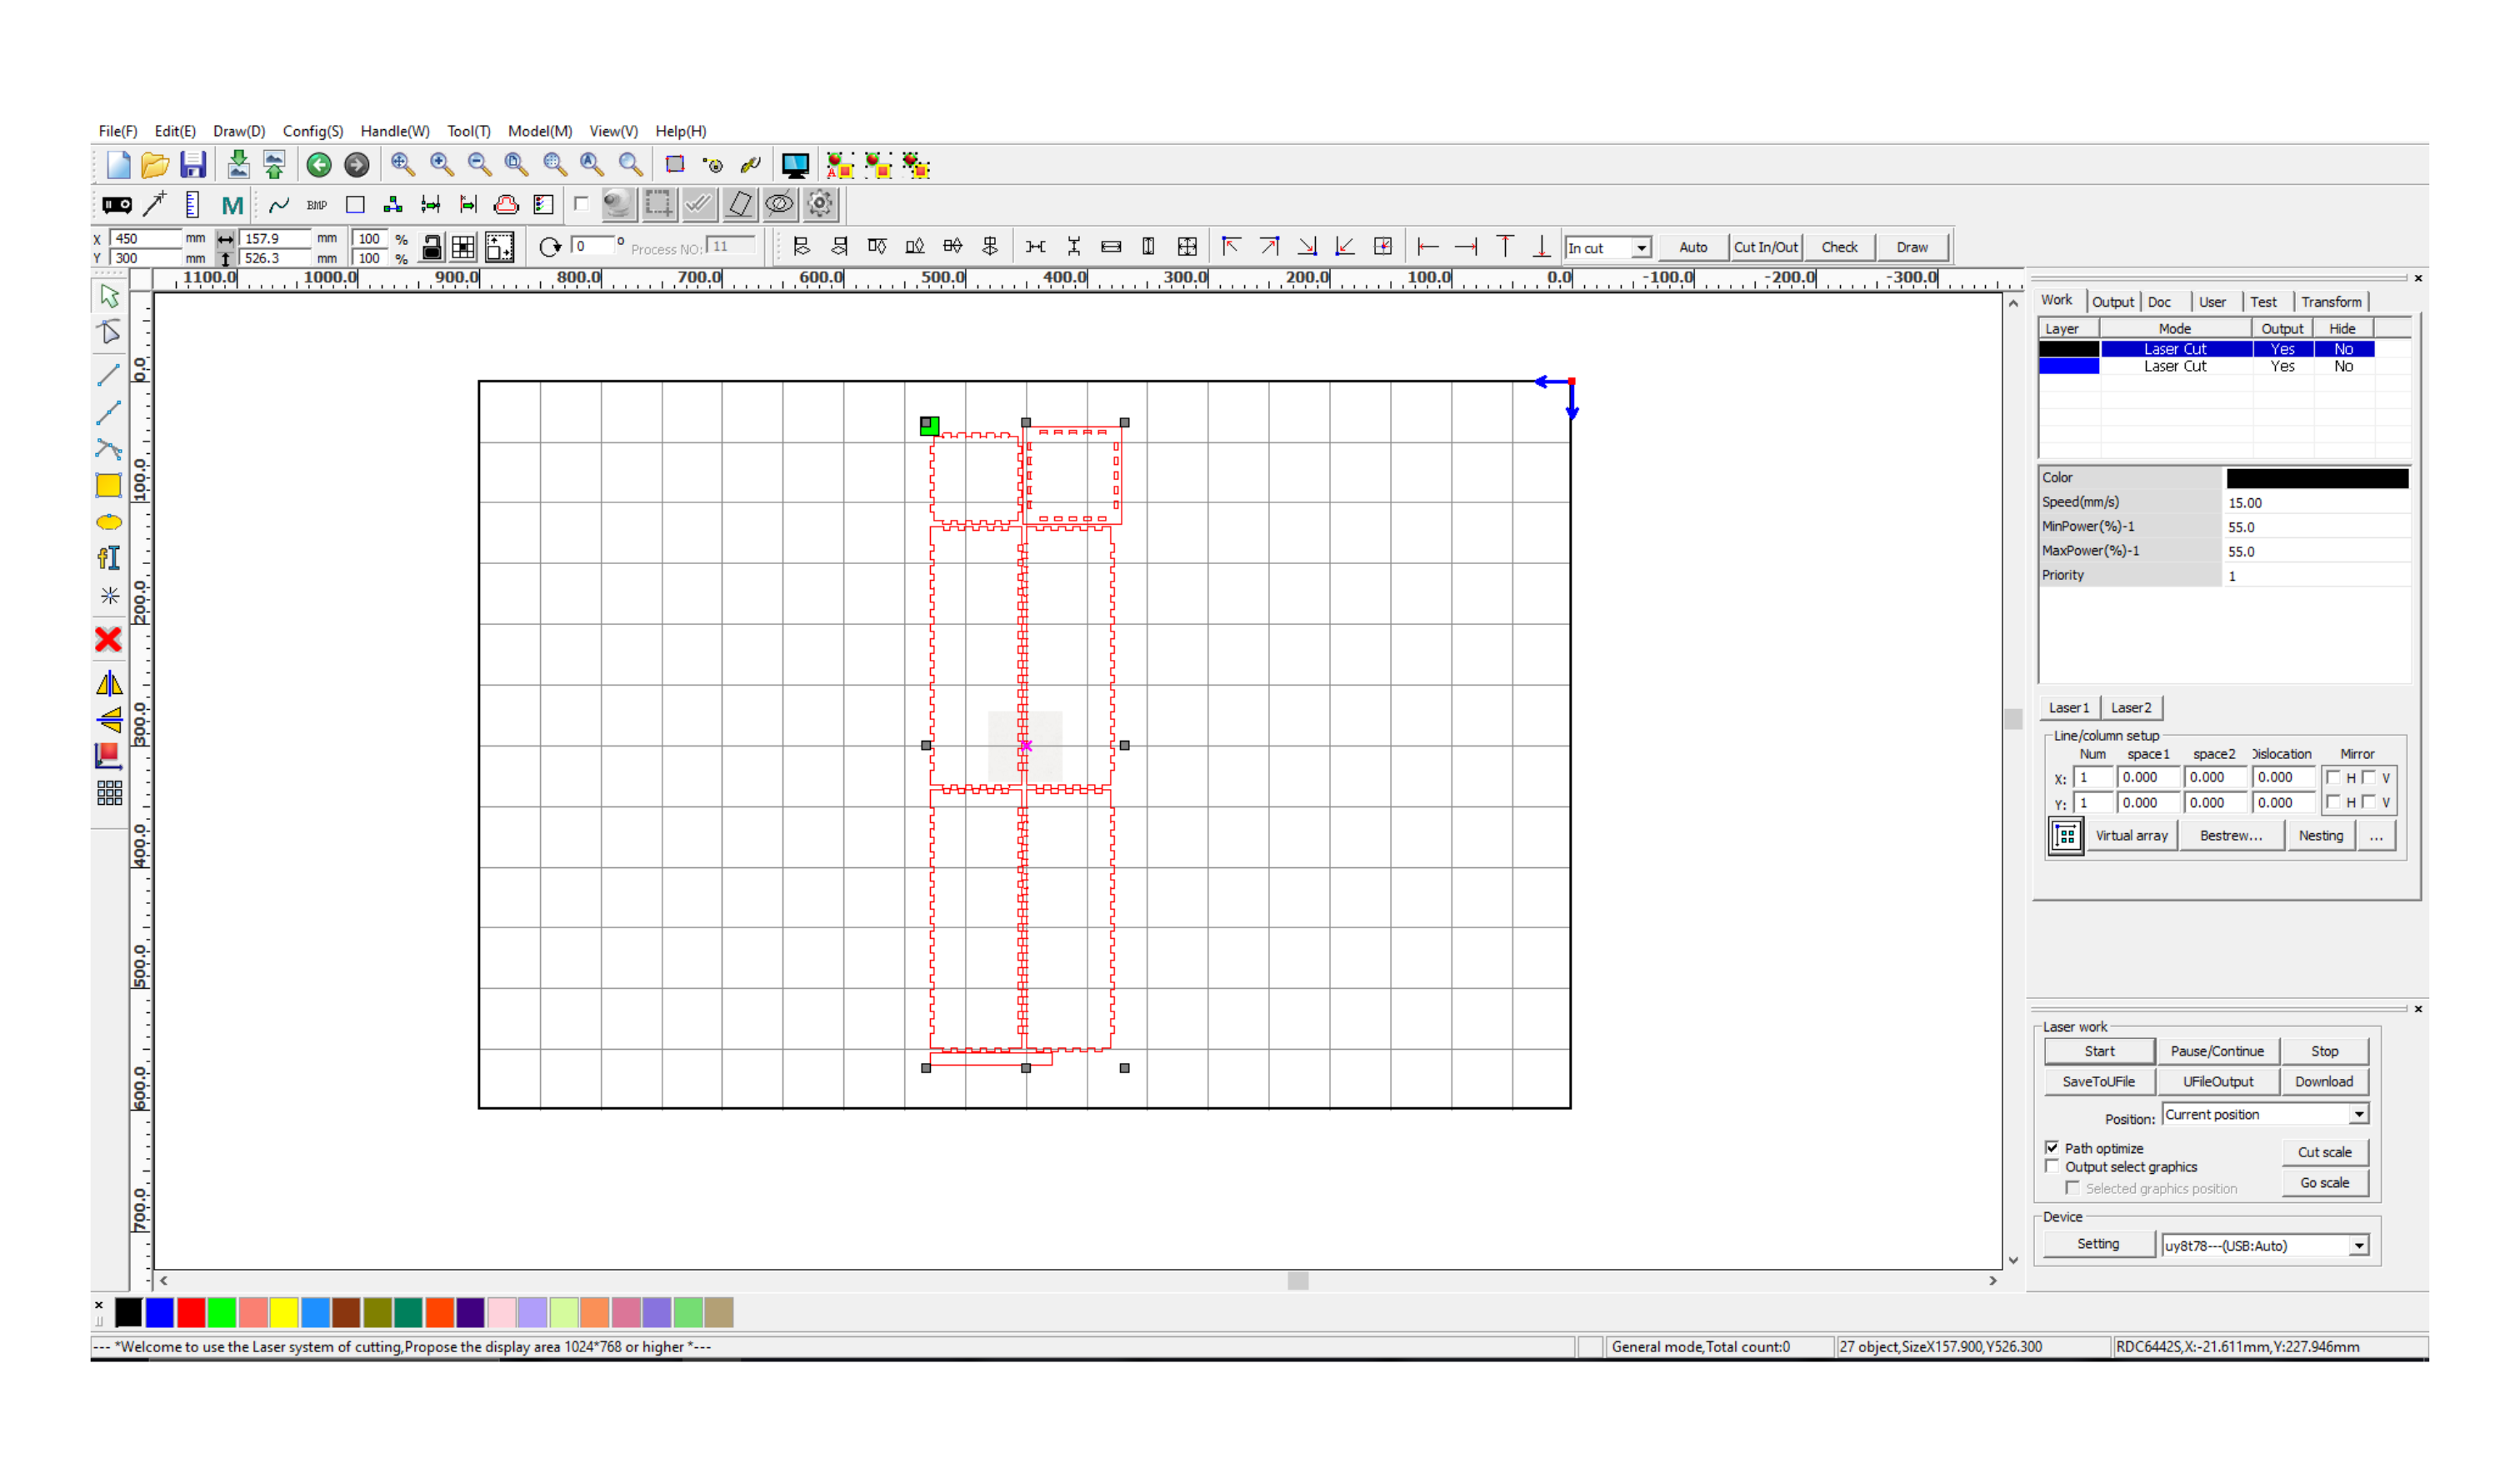 File(F) Edit(E) Draw(D) Config(S) Handle(W) Tool(T) Model(M) View(V) Help(H)
A
M BMP
X 450 mm 157.9 mm 100 %
Y 300 mm 526.3 mm 100 %
0 ° Process NO: 11
In cut Auto Cut In/Out Check Draw
1100.0 1000.0 900.0 800.0 700.0 600.0 500.0 400.0 300.0 200.0 100.0 0.0 -100.0 -200.0 -300.0
0.0
100.0
200.0
300.0
400.0
500.0
600.0
700.0
Work Output Doc User Test Transform
Layer Mode Output Hide
Laser Cut Yes No
Laser Cut Yes No
Color
Speed(mm/s) 15.00
MinPower(%)-1 55.0
MaxPower(%)-1 55.0
Priority 1
Laser1 Laser2
Line/column setup
Num space1 space2 Dislocation Mirror
X: 1 0.000 0.000 0.000 H V
Y: 1 0.000 0.000 0.000 H V
Virtual array Bestrew... Nesting ...
Laser work
Start Pause/Continue Stop
SaveToUFile UFileOutput Download
Position: Current position
Path optimize Cut scale
Output select graphics
Selected graphics position Go scale
Device
Setting uy8t78---(USB:Auto)
--- *Welcome to use the Laser system of cutting,Propose the display area 1024*768 or higher *---
General mode,Total count:0
27 object,SizeX157.900,Y526.300
RDC6442S,X:-21.611mm,Y:227.946mm